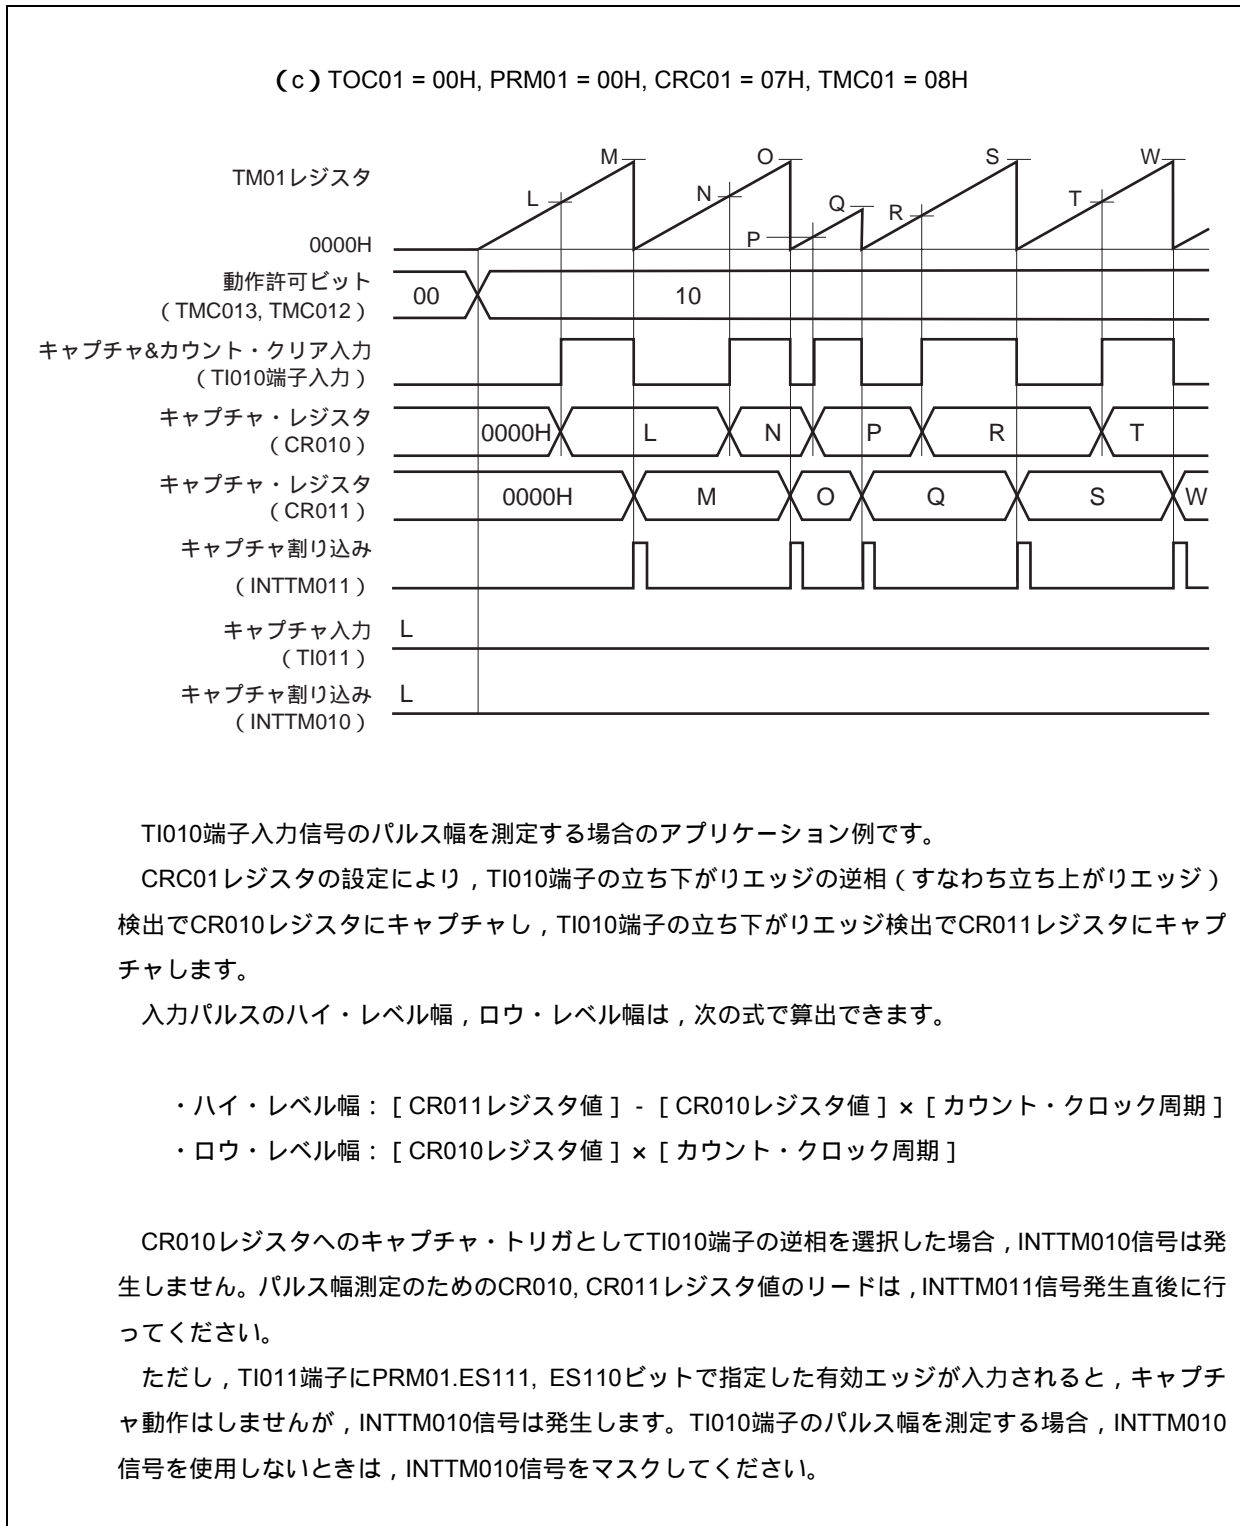 （c）TOC01 = 00H, PRM01 = 00H, CRC01 = 07H, TMC01 = 08H
TM01レジスタ
L
M
N
O
P
Q
R
S
T
W
0000H
動作許可ビット
（TMC013, TMC012）
00
10
キャプチャ&カウント・クリア入力
（TI010端子入力）
キャプチャ・レジスタ
（CR010）
0000H
L
N
P
R
T
キャプチャ・レジスタ
（CR011）
0000H
M
O
Q
S
W
キャプチャ割り込み
（INTTM011）
キャプチャ入力
（TI011）
L
キャプチャ割り込み
（INTTM010）
L
TI010端子入力信号のパルス幅を測定する場合のアプリケーション例です。
CRC01レジスタの設定により，TI010端子の立ち下がりエッジの逆相（すなわち立ち上がりエッジ）
検出でCR010レジスタにキャプチャし，TI010端子の立ち下がりエッジ検出でCR011レジスタにキャプ
チャします。
入力パルスのハイ・レベル幅，ロウ・レベル幅は，次の式で算出できます。
・ハイ・レベル幅：［CR011レジスタ値］-［CR010レジスタ値］×［カウント・クロック周期］
・ロウ・レベル幅：［CR010レジスタ値］×［カウント・クロック周期］
CR010レジスタへのキャプチャ・トリガとしてTI010端子の逆相を選択した場合，INTTM010信号は発
生しません。パルス幅測定のためのCR010, CR011レジスタ値のリードは，INTTM011信号発生直後に行
ってください。
ただし，TI011端子にPRM01.ES111, ES110ビットで指定した有効エッジが入力されると，キャプチ
ャ動作はしませんが，INTTM010信号は発生します。TI010端子のパルス幅を測定する場合，INTTM010
信号を使用しないときは，INTTM010信号をマスクしてください。